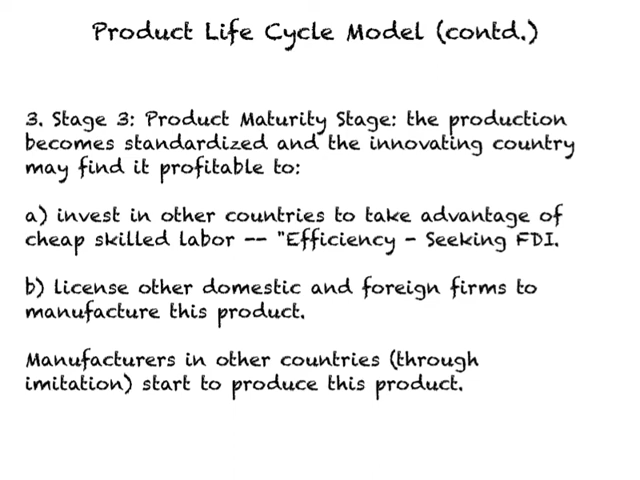 Product Life Cycle Model (contd.)
3. Stage 3: Product Maturity Stage: the production
becomes standardized and the innovating country
may find it profitable to:
a) invest in other countries to take advantage of
cheap skilled labor -- "Efficiency - Seeking FDI.
b) license other domestic and foreign firms to
manufacture this product.
Manufacturers in other countries (through
imitation) start to produce this product.